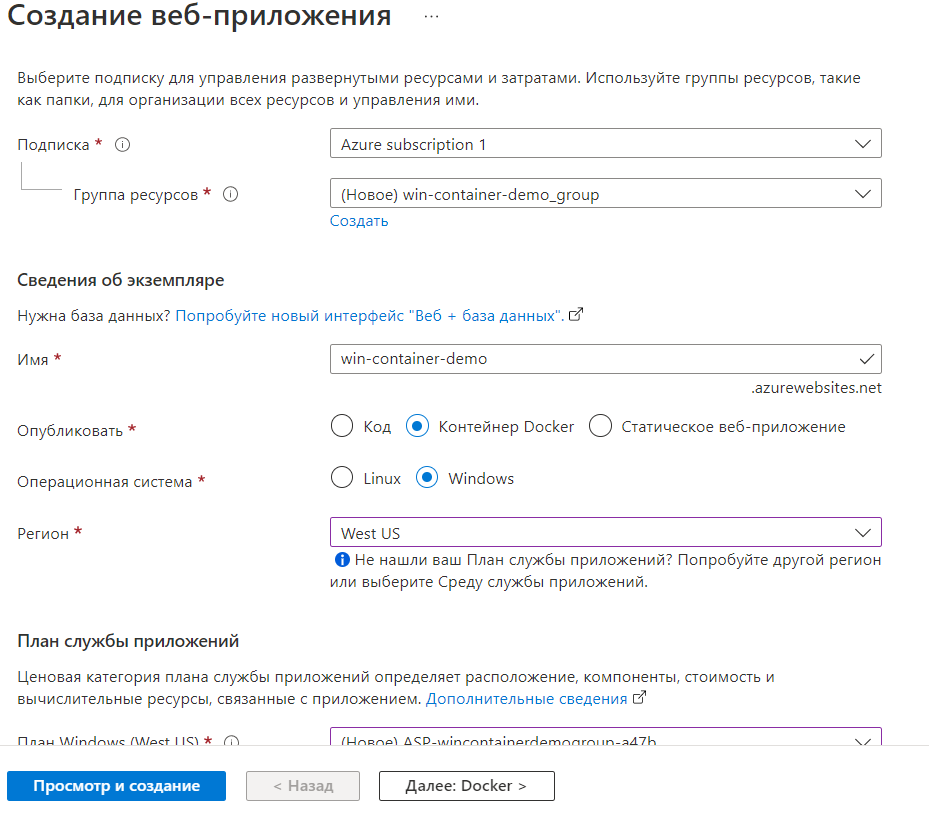 Создание веб-приложения ...
Выберите подписку для управления развернутыми ресурсами и затратами. Используйте группы ресурсов, такие
как папки, для организации всех ресурсов и управления ими.
Подписка *
Azure subscription 1
Группа ресурсов *
(Новое) win-container-demo_group
Создать
Сведения об экземпляре
Нужна база данных? Попробуйте новый интерфейс "Веб + база данных".
Имя *
win-container-demo
.azurewebsites.net
Опубликовать *
Код Контейнер Docker Статическое веб-приложение
Операционная система *
Linux Windows
Регион *
West US
Не нашли ваш План службы приложений? Попробуйте другой регион
или выберите Среду службы приложений.
План службы приложений
Ценовая категория плана службы приложений определяет расположение, компоненты, стоимость и
вычислительные ресурсы, связанные с приложением. Дополнительные сведения
План Windows (West US) *
(Новое) ASP-wincontainerdemogroup-a47b
Просмотр и создание
< Назад
Далее: Docker >